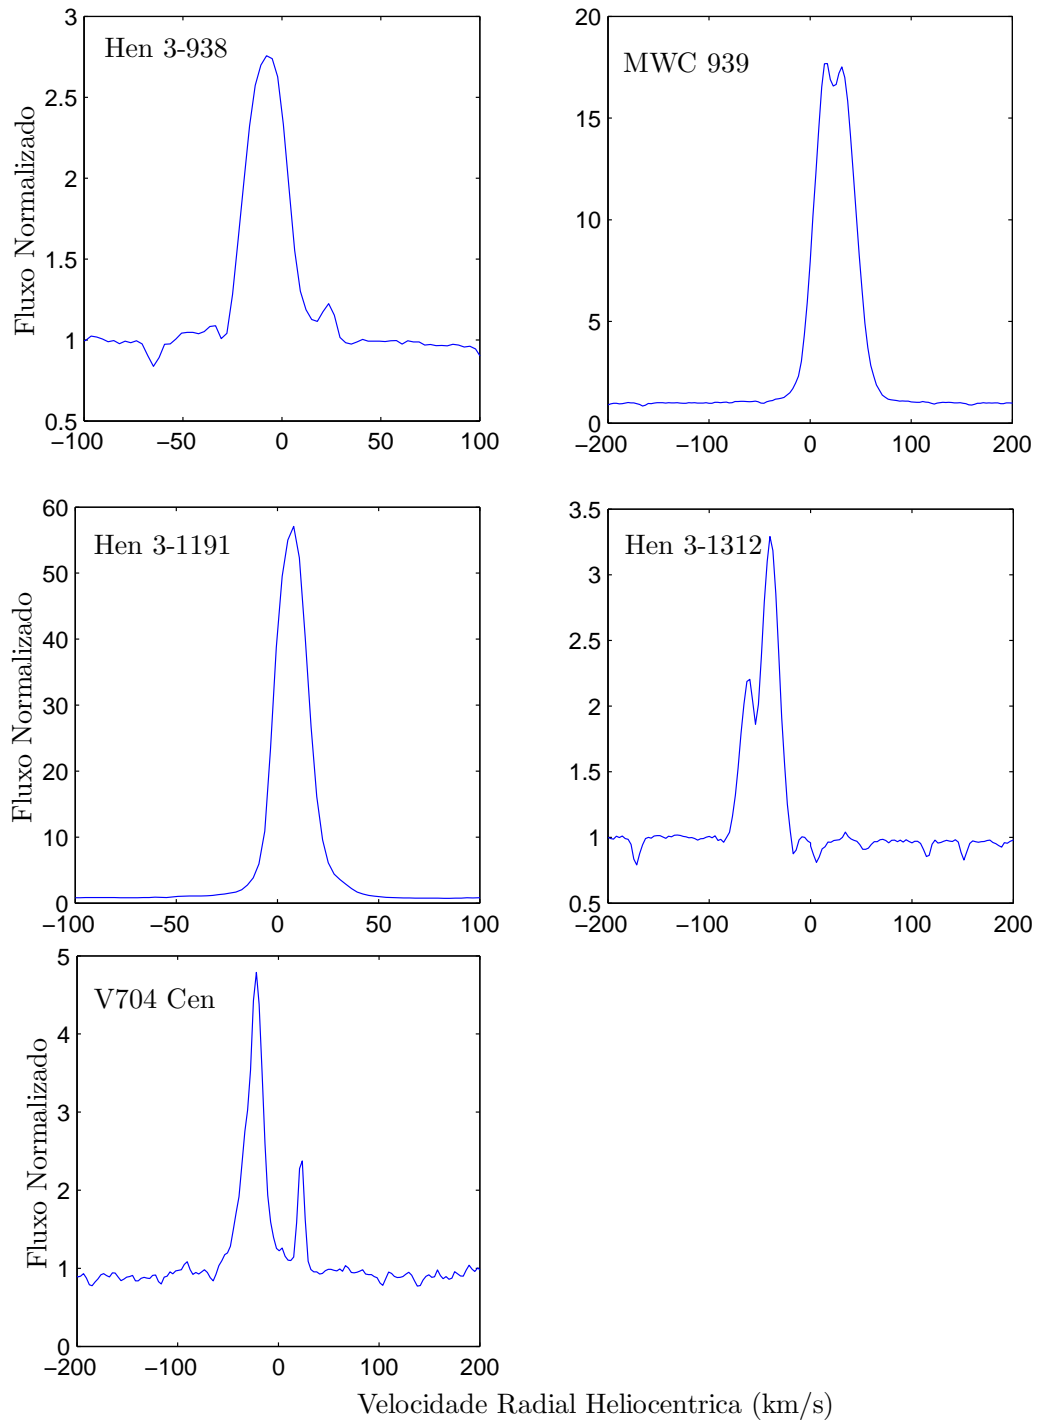 Hen 3-938
Fluxo Normalizado
3
2.5
2
1.5
1
0.5
−100 −50 0 50 100
MWC 939
20
15
10
5
0
−200 −100 0 100 200
Hen 3-1191
Fluxo Normalizado
60
50
40
30
20
10
0
−100 −50 0 50 100
Hen 3-1312
3.5
3
2.5
2
1.5
1
0.5
−200 −100 0 100 200
V704 Cen
Fluxo Normalizado
5
4
3
2
1
0
−200 −100 0 100 200
Velocidade Radial Heliocentrica (km/s)